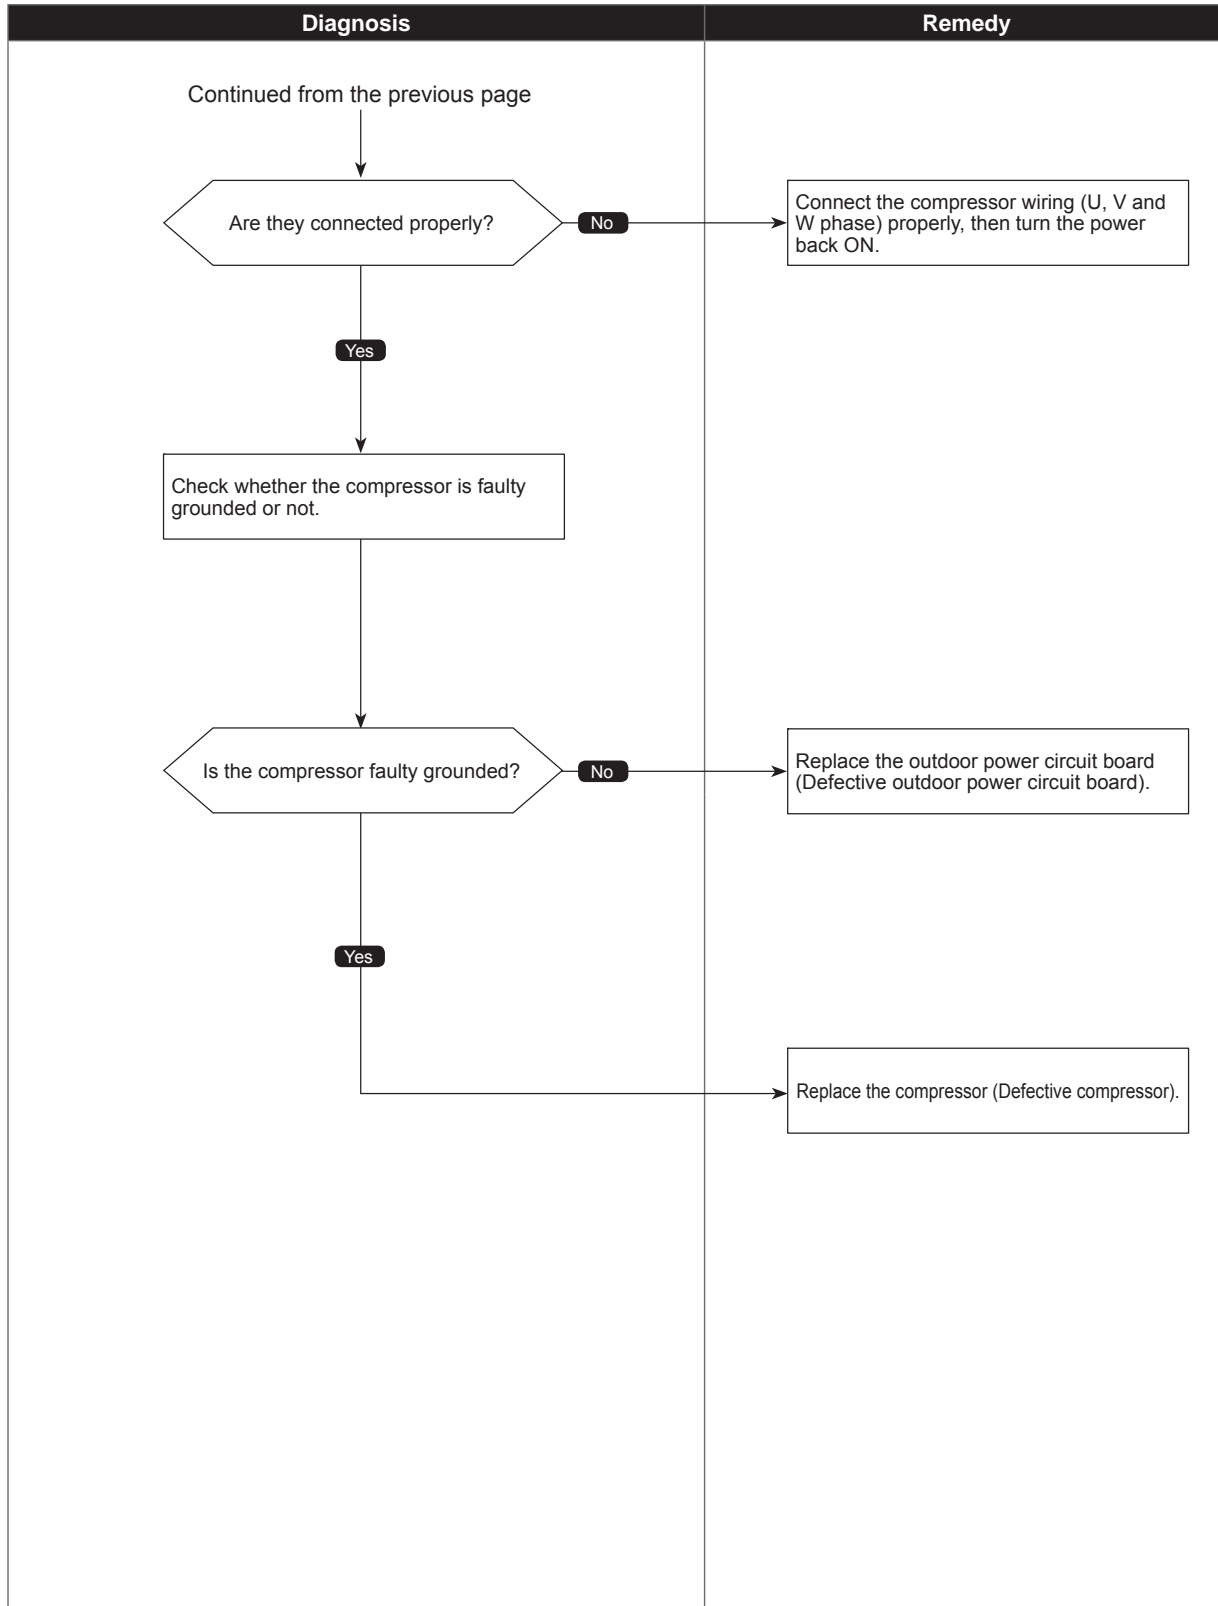 Diagnosis
Remedy
Continued from the previous page
Are they connected properly?
No
Connect the compressor wiring (U, V and
W phase) properly, then turn the power
back ON.
Yes
Check whether the compressor is faulty
grounded or not.
Is the compressor faulty grounded?
No
Replace the outdoor power circuit board
(Defective outdoor power circuit board).
Yes
Replace the compressor (Defective compressor).